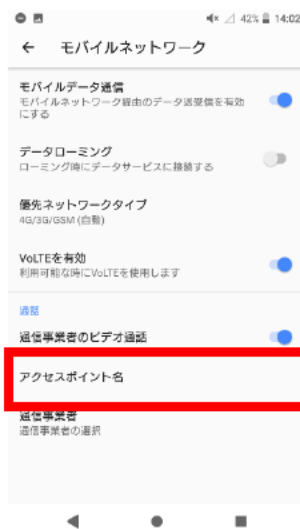 42% 14:02
← モバイルネットワーク
モバイルデータ通信
モバイルネットワーク経由のデータ送受信を有効
にする
データローミング
ローミング時にデータサービスに接続する
優先ネットワークタイプ
4G/3G/GSM (自動)
VoLTEを有効
利用可能な時にVoLTEを使用します
通話
通信事業者のビデオ通話
アクセスポイント名
通信事業者
通信事業者の選択